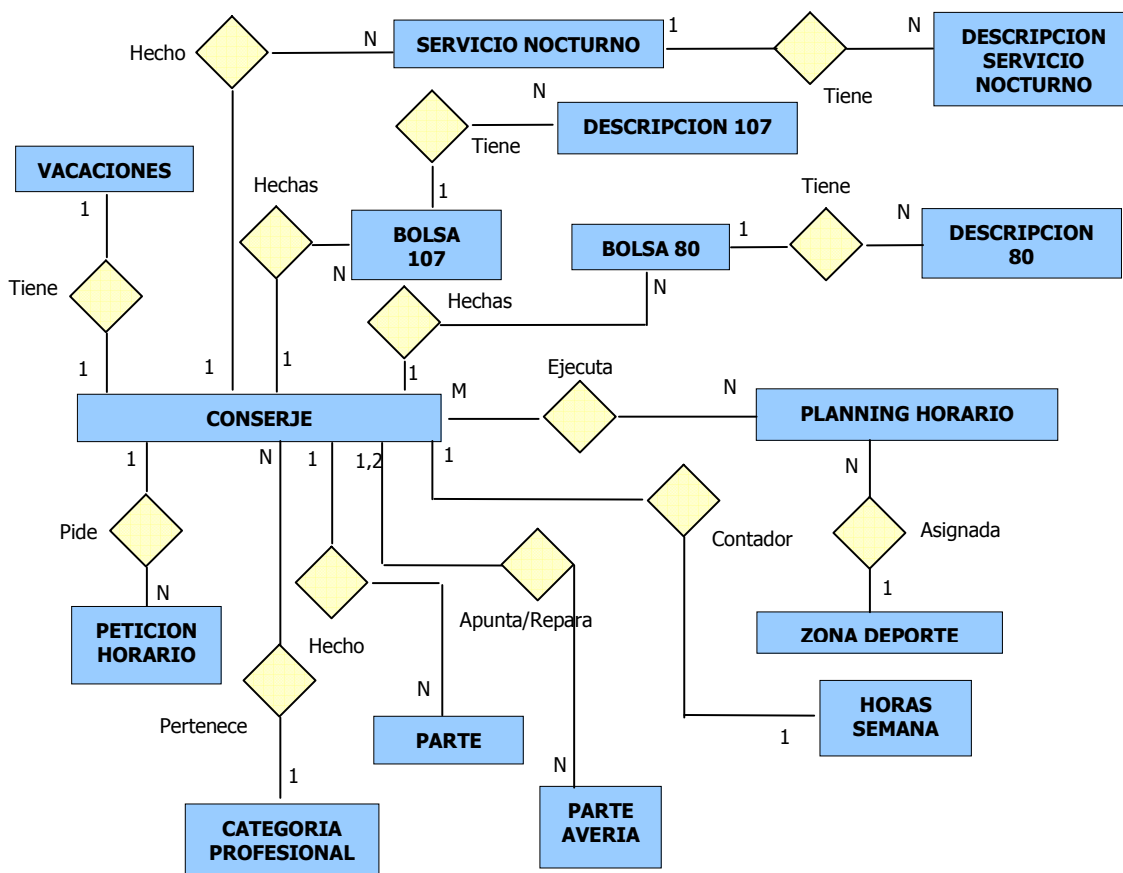 Hecho
N
SERVICIO NOCTURNO
1
N
DESCRIPCION
SERVICIO
NOCTURNO
Tiene
N
DESCRIPCION 107
Tiene
1
VACACIONES
1
Hechas
BOLSA
107
N
Tiene
1
BOLSA 80
N
DESCRIPCION
80
N
Hechas
Tiene
1
1
1
1
Ejecuta
M
N
CONSERJE
PLANNING HORARIO
1
N
1
1,2
1
N
Pide
Contador
Asignada
N
1
PETICION
HORARIO
Hecho
Apunta/Repara
ZONA DEPORTE
Pertenece
N
PARTE
HORAS
SEMANA
1
1
N
CATEGORIA
PROFESIONAL
PARTE
AVERIA